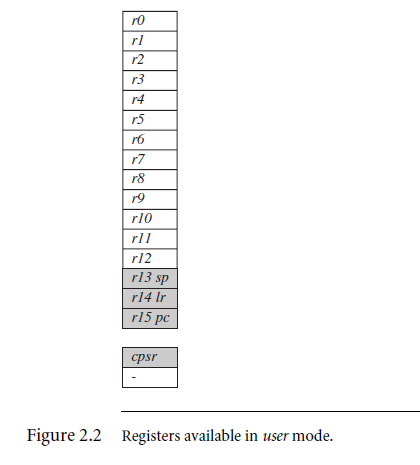 r0
r1
r2
r3
r4
r5
r6
r7
r8
r9
r10
r11
r12
r13 sp
r14 lr
r15 pc
cpsr
-
Figure 2.2 Registers available in user mode.